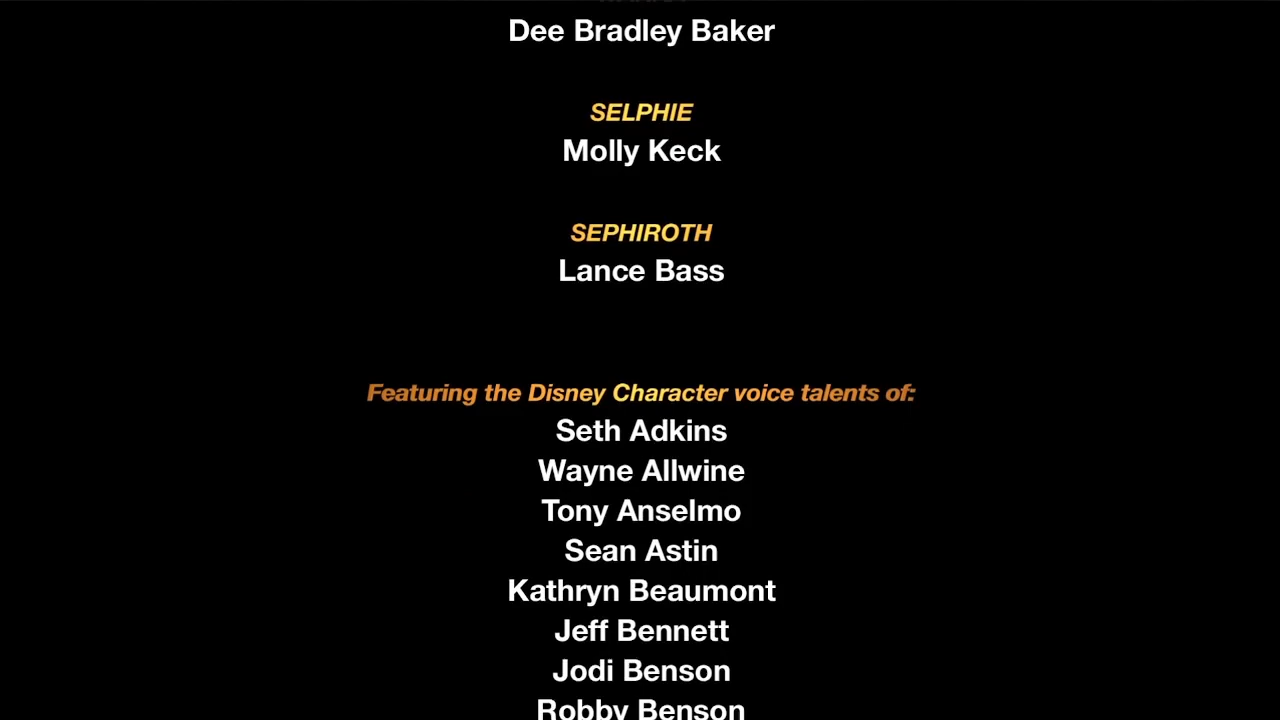 Dee Bradley Baker
SELPHIE
Molly Keck
SEPHIROTH
Lance Bass
Featuring the Disney Character voice talents of:
Seth Adkins
Wayne Allwine
Tony Anselmo
Sean Astin
Kathryn Beaumont
Jeff Bennett
Jodi Benson
Robby Benson